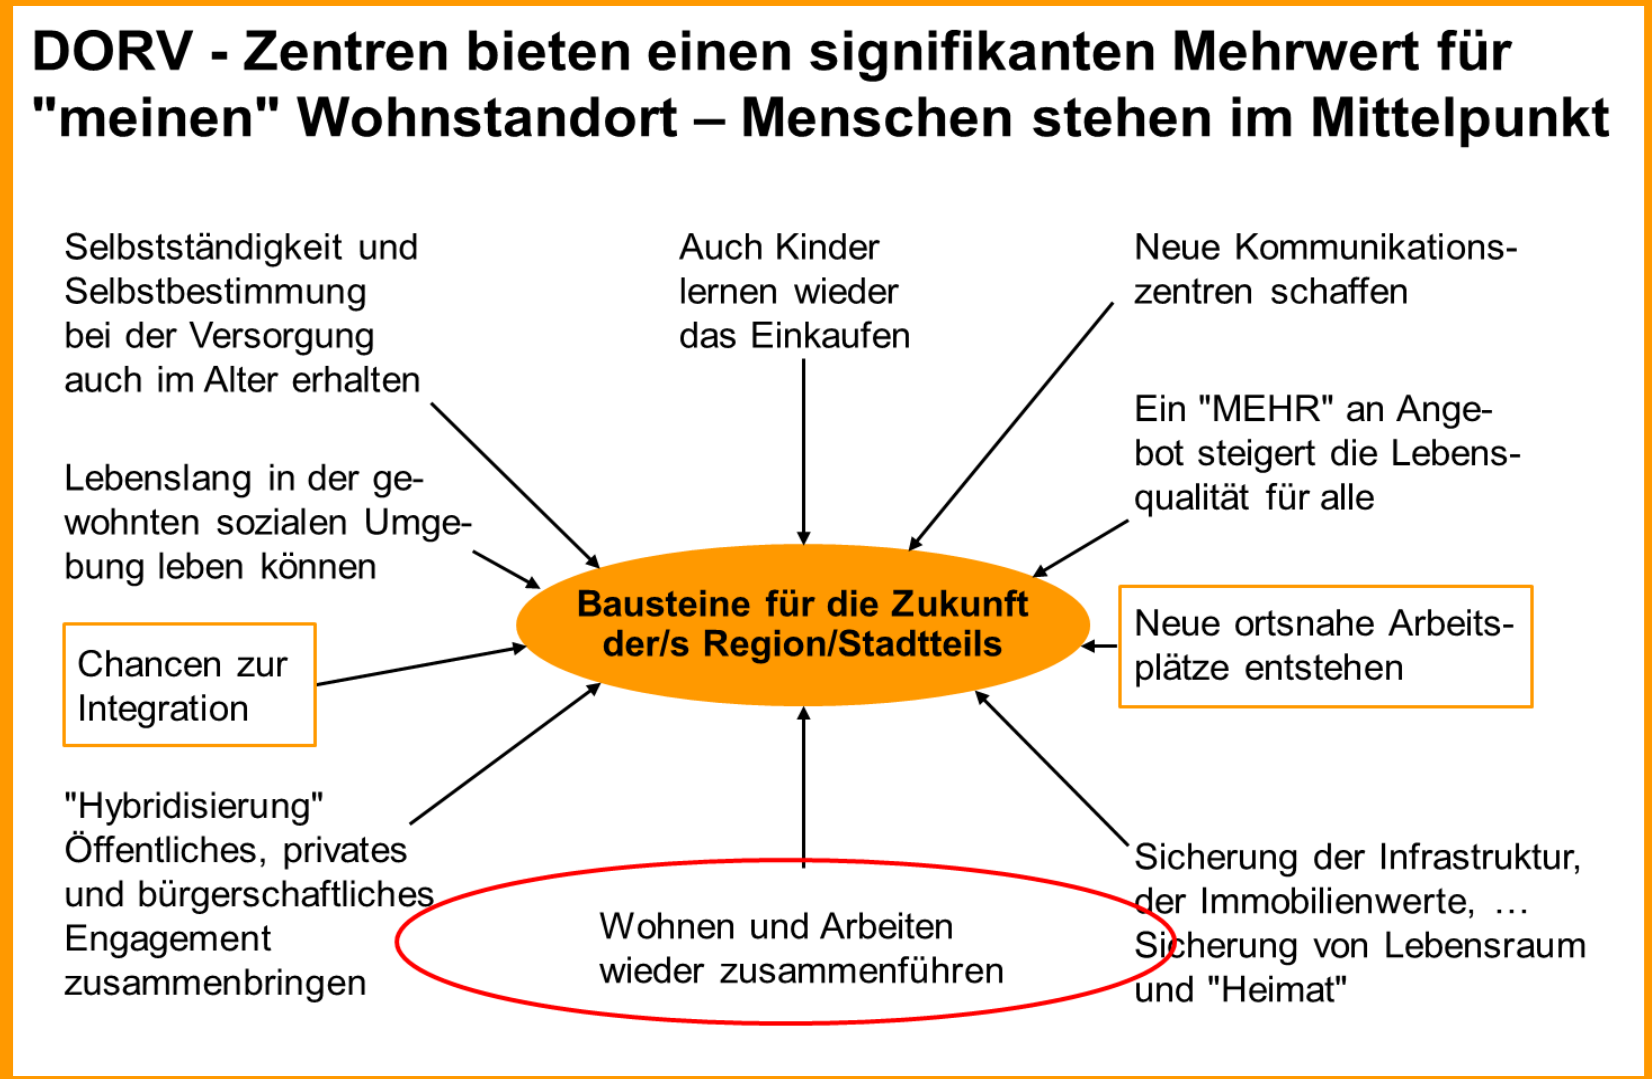 DORV - Zentren bieten einen signifikanten Mehrwert für
"meinen" Wohnstandort – Menschen stehen im Mittelpunkt
Selbstständigkeit und
Selbstbestimmung
bei der Versorgung
auch im Alter erhalten
Auch Kinder
lernen wieder
das Einkaufen
Neue Kommunikations-
zentren schaffen
Ein "MEHR" an Ange-
bot steigert die Lebens-
qualität für alle
Lebenslang in der ge-
wohnten sozialen Umge-
bung leben können
Bausteine für die Zukunft
der/s Region/Stadtteils
Neue ortsnahe Arbeits-
plätze entstehen
Chancen zur
Integration
"Hybridisierung"
Öffentliches, privates
und bürgerschaftliches
Engagement
zusammenbringen
Wohnen und Arbeiten
wieder zusammenführen
Sicherung der Infrastruktur,
der Immobilienwerte, …
Sicherung von Lebensraum
und "Heimat"